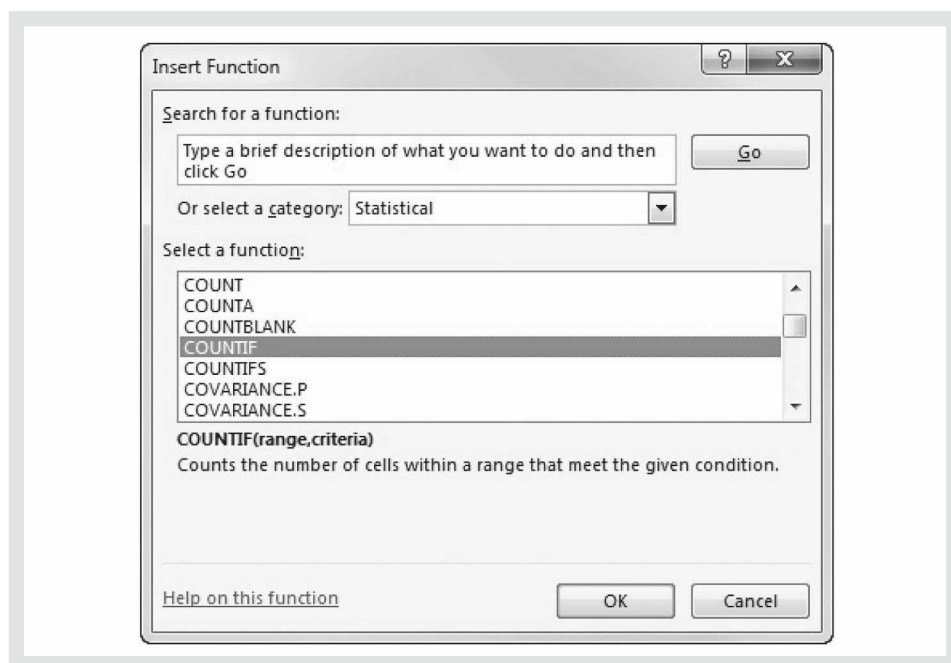 Insert Function
Search for a function:
Type a brief description of what you want to do and then
click Go
Go
Or select a category: Statistical
Select a function:
COUNT
COUNTA
COUNTBLANK
COUNTIF
COUNTIFS
COVARIANCE.P
COVARIANCE.S
COUNTIF(range,criteria)
Counts the number of cells within a range that meet the given condition.
Help on this function
OK Cancel